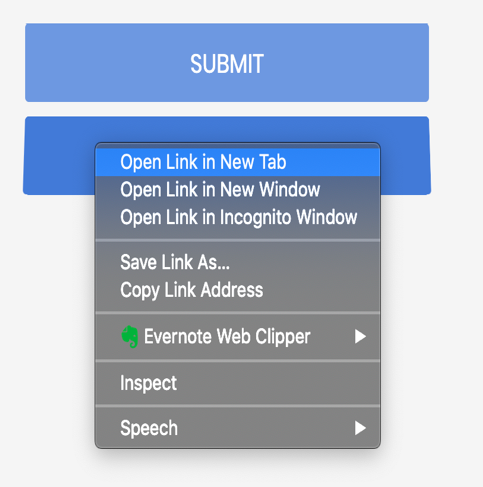 SUBMIT
Open Link in New Tab
Open Link in New Window
Open Link in Incognito Window
Save Link As...
Copy Link Address
Evernote Web Clipper
Inspect
Speech